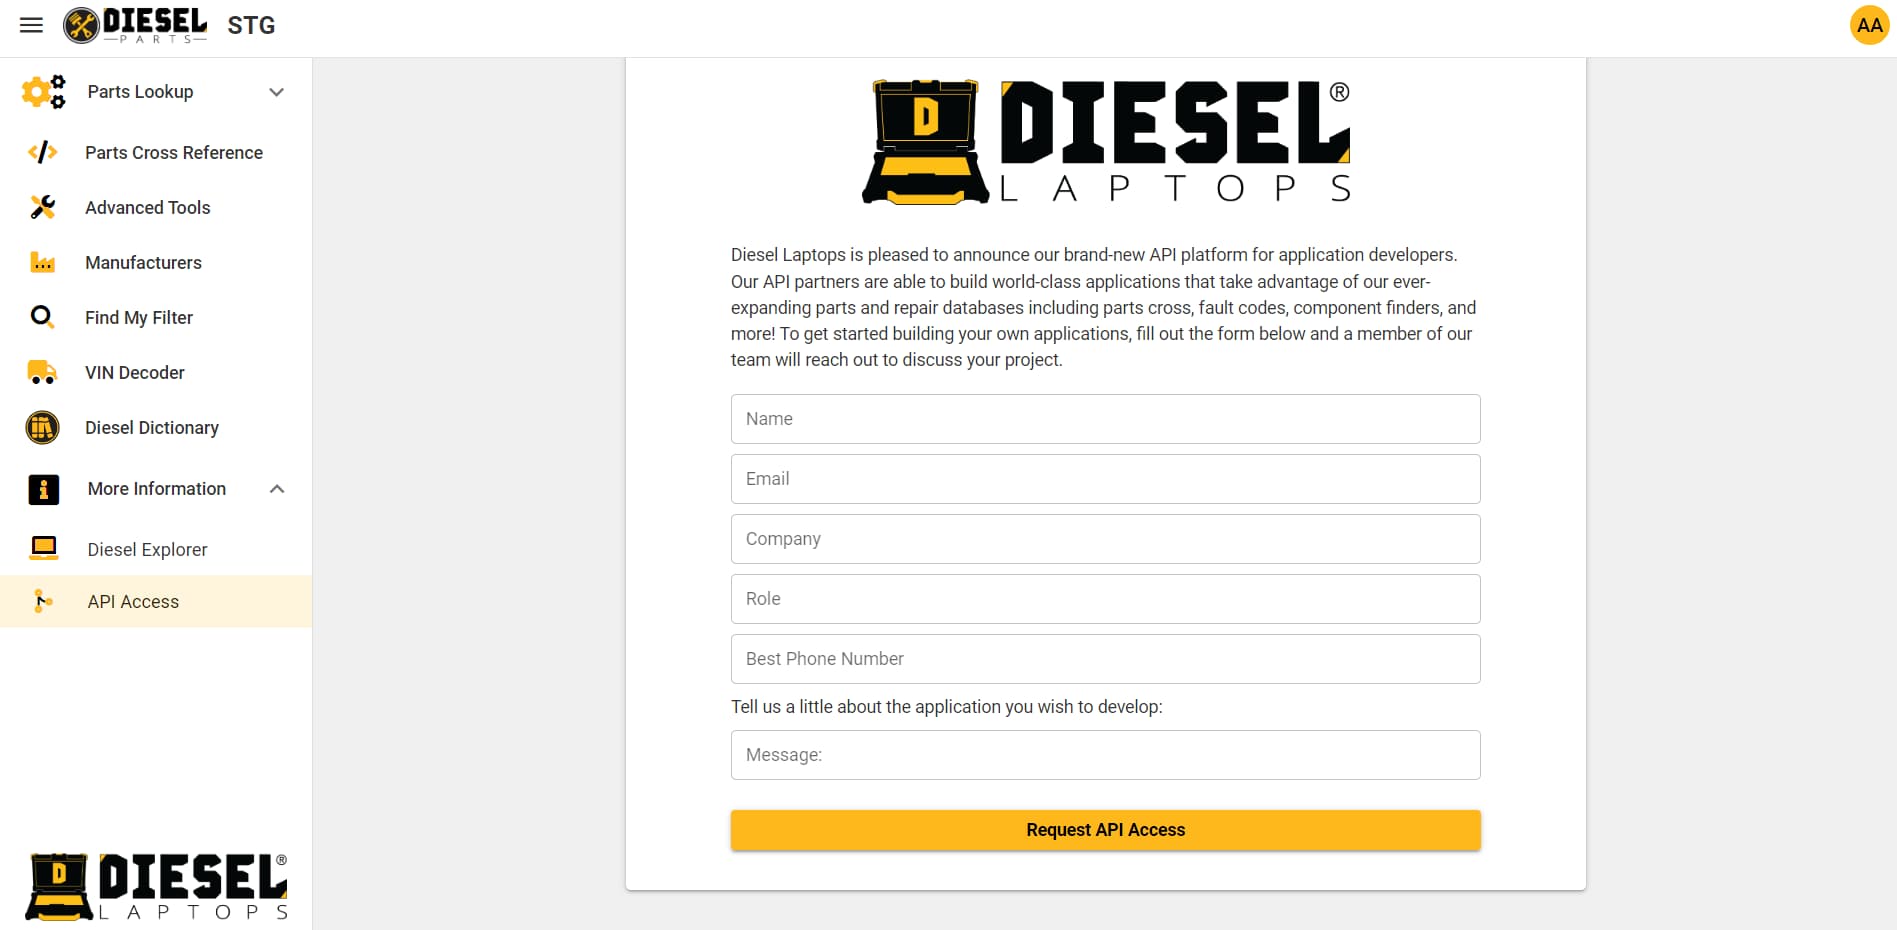 DIESEL
PARTS
STG
AA
Parts Lookup
Parts Cross Reference
Advanced Tools
Manufacturers
Find My Filter
VIN Decoder
Diesel Dictionary
More Information
Diesel Explorer
API Access
D
DIESEL®
LAPTOPS
D
DIESEL®
LAPTOPS
Diesel Laptops is pleased to announce our brand-new API platform for application developers.
Our API partners are able to build world-class applications that take advantage of our ever-
expanding parts and repair databases including parts cross, fault codes, component finders, and
more! To get started building your own applications, fill out the form below and a member of our
team will reach out to discuss your project.
Name
Email
Company
Role
Best Phone Number
Tell us a little about the application you wish to develop:
Message:
Request API Access